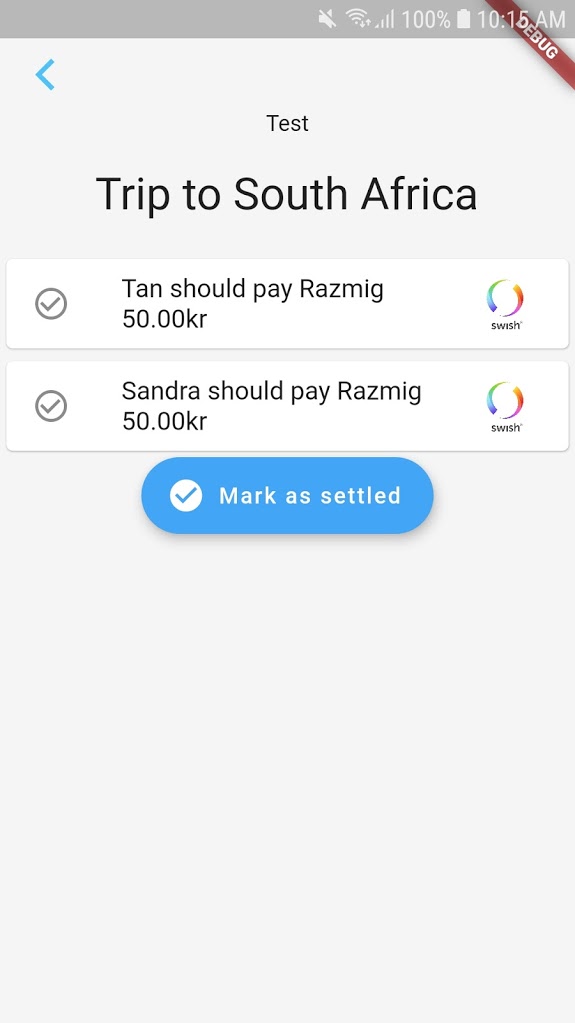 100% 10:15 AM
DEBUG
Test
Trip to South Africa
Tan should pay Razmig
50.00kr
swish
Sandra should pay Razmig
50.00kr
swish
Mark as settled